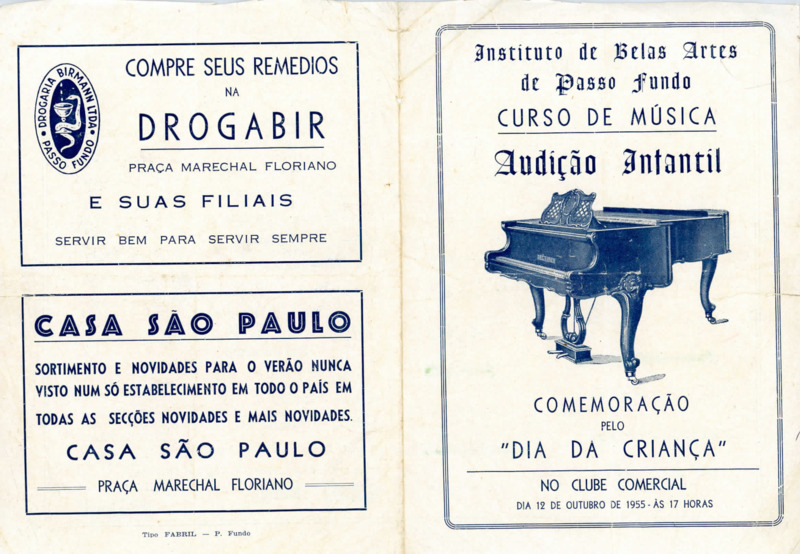 DROGARIA BIRMANN LTDA
PASSO FUNDO
COMPRE SEUS REMEDIOS
NA
DROGABIR
PRAÇA MARECHAL FLORIANO
E SUAS FILIAIS
SERVIR BEM PARA SERVIR SEMPRE
CASA SÃO PAULO
SORTIMENTO E NOVIDADES PARA O VERÃO NUNCA
VISTO NUM SÓ ESTABELECIMENTO EM TODO O PAÍS EM
TODAS AS SECÇÕES NOVIDADES E MAIS NOVIDADES.
CASA SÃO PAULO
PRAÇA MARECHAL FLORIANO
Tipo FABRIL — P. Fundo
Instituto de Belas Artes
de Passo Fundo
CURSO DE MÚSICA
Audição Infantil
COMEMORAÇÃO
PELO
"DIA DA CRIANÇA"
NO CLUBE COMERCIAL
DIA 12 DE OUTUBRO DE 1955 - ÀS 17 HORAS